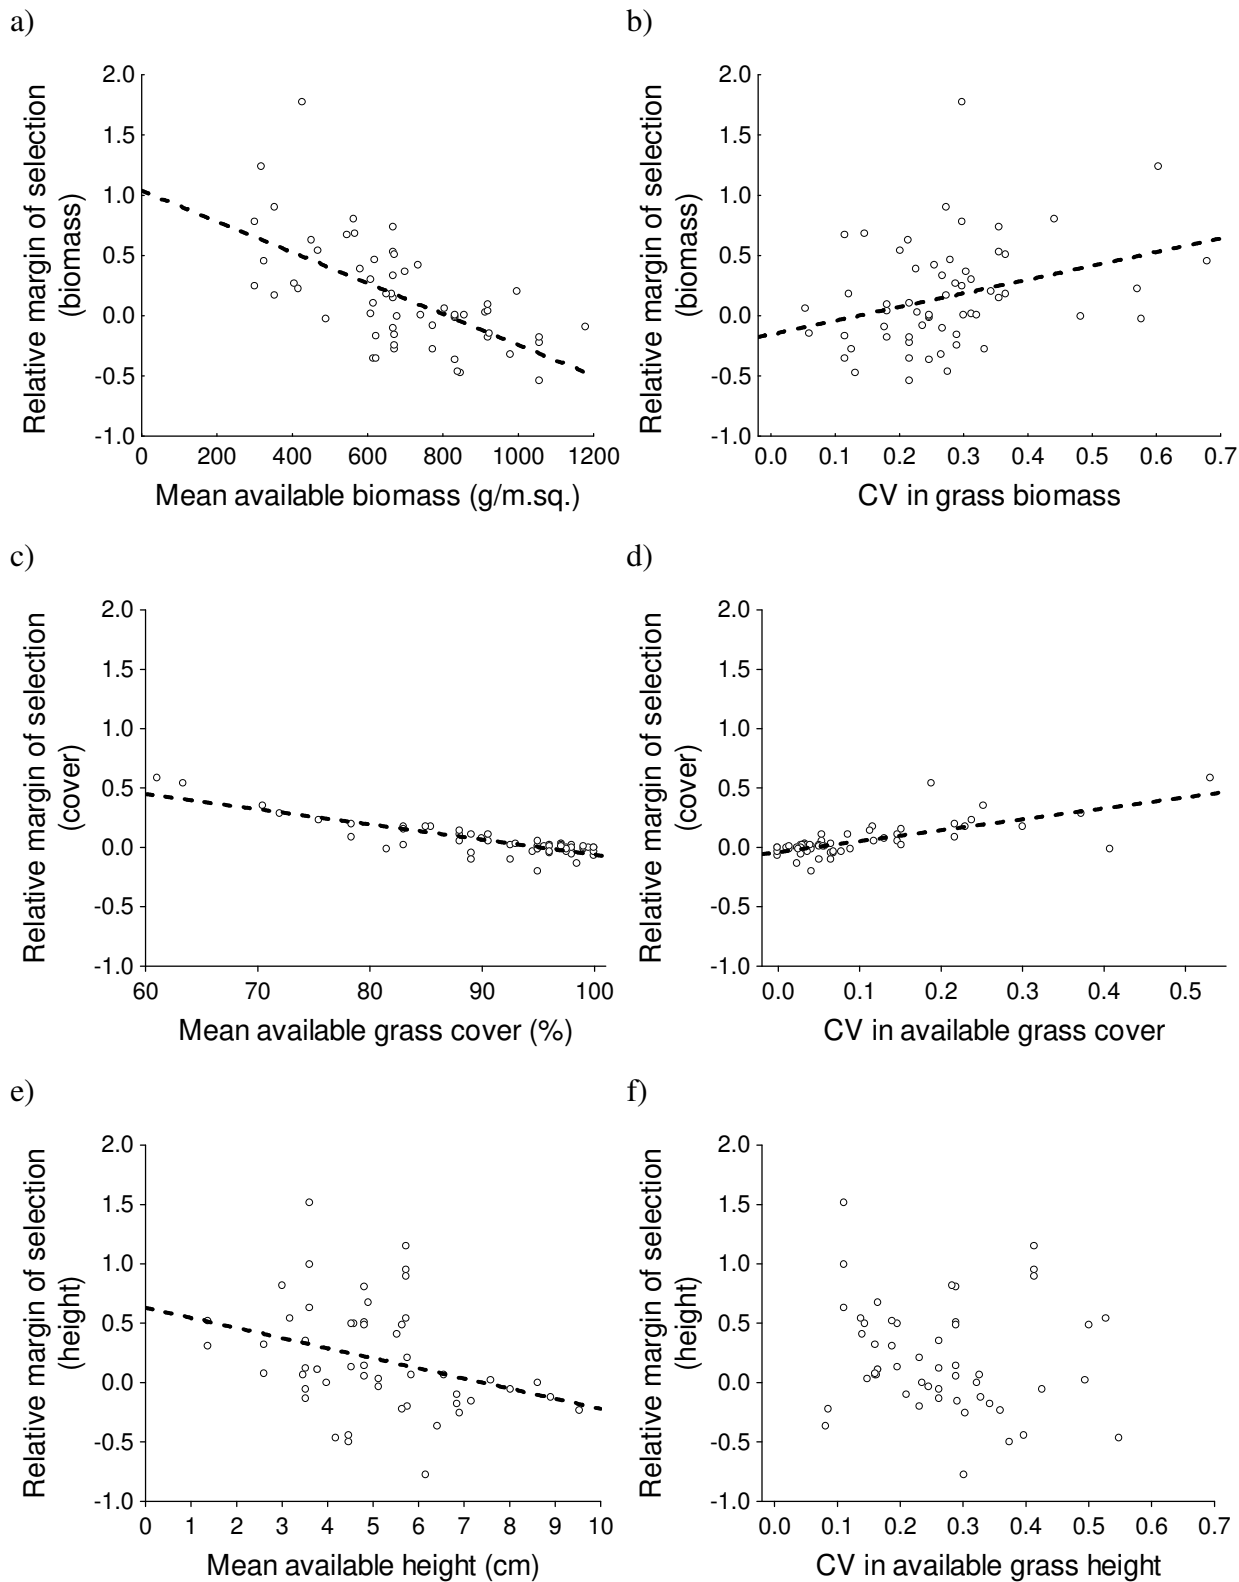 a)
b)
Relative margin of selection
(biomass)
2.0
1.5
1.0
0.5
0.0
-0.5
-1.0
0 200 400 600 800 1000 1200
Mean available biomass (g/m.sq.)
Relative margin of selection
(biomass)
2.0
1.5
1.0
0.5
0.0
-0.5
-1.0
0.0 0.1 0.2 0.3 0.4 0.5 0.6 0.7
CV in grass biomass
c)
d)
Relative margin of selection
(cover)
2.0
1.5
1.0
0.5
0.0
-0.5
-1.0
60 70 80 90 100
Mean available grass cover (%)
Relative margin of selection
(cover)
2.0
1.5
1.0
0.5
0.0
-0.5
-1.0
0.0 0.1 0.2 0.3 0.4 0.5
CV in available grass cover
e)
f)
Relative margin of selection
(height)
2.0
1.5
1.0
0.5
0.0
-0.5
-1.0
0 1 2 3 4 5 6 7 8 9 10
Mean available height (cm)
Relative margin of selection
(height)
2.0
1.5
1.0
0.5
0.0
-0.5
-1.0
0.0 0.1 0.2 0.3 0.4 0.5 0.6 0.7
CV in available grass height